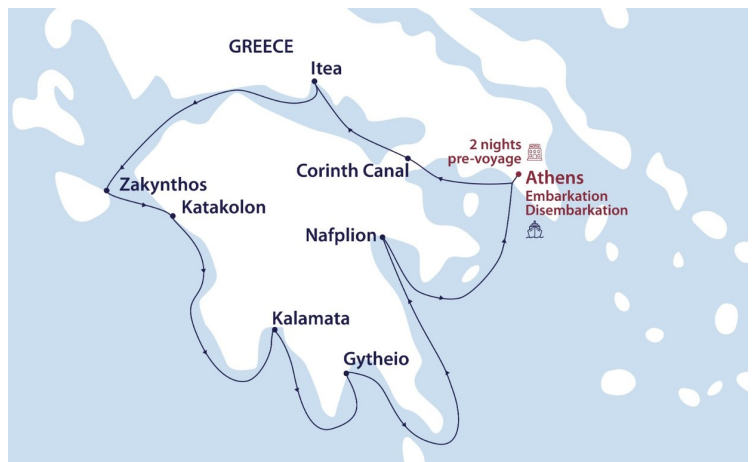 GREECE
Itea
2 nights
pre-voyage
Corinth Canal
Athens
Embarkation
Disembarkation
Zakynthos
Katakolon
Nafplion
Kalamata
Gytheio